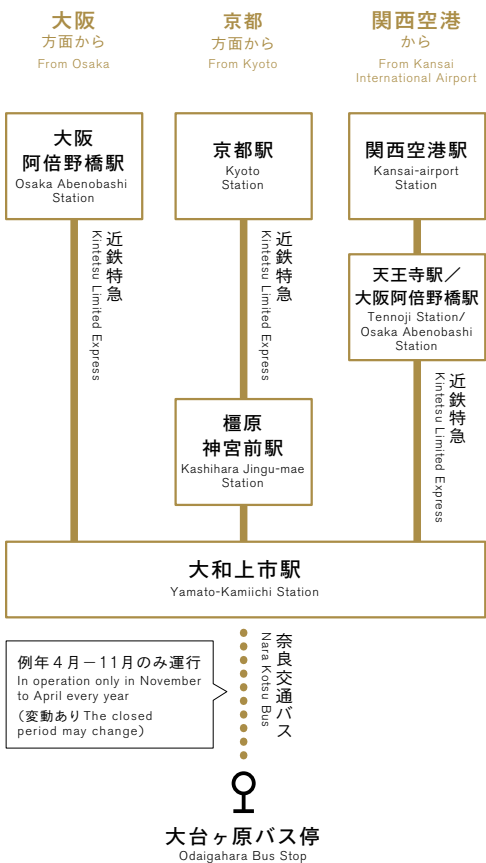 大阪
方面から
From Osaka
京都
方面から
From Kyoto
関西空港
から
From Kansai
International Airport
大阪
阿倍野橋駅
Osaka Abenobashi
Station
京都駅
Kyoto
Station
関西空港駅
Kansai-airport
Station
近鉄特急
Kintetsu Limited Express
近鉄特急
Kintetsu Limited Express
天王寺駅／
大阪阿倍野橋駅
Tennoji Station/
Osaka Abenobashi
Station
近鉄特急
Kintetsu Limited Express
橿原
神宮前駅
Kashihara Jingu-mae
Station
大和上市駅
Yamato-Kamiichi Station
例年４月－11月のみ運行
In operation only in November
to April every year
（変動あり The closed
period may change）
奈良交通バス
Nara Kotsu Bus
大台ヶ原バス停
Odaigahara Bus Stop